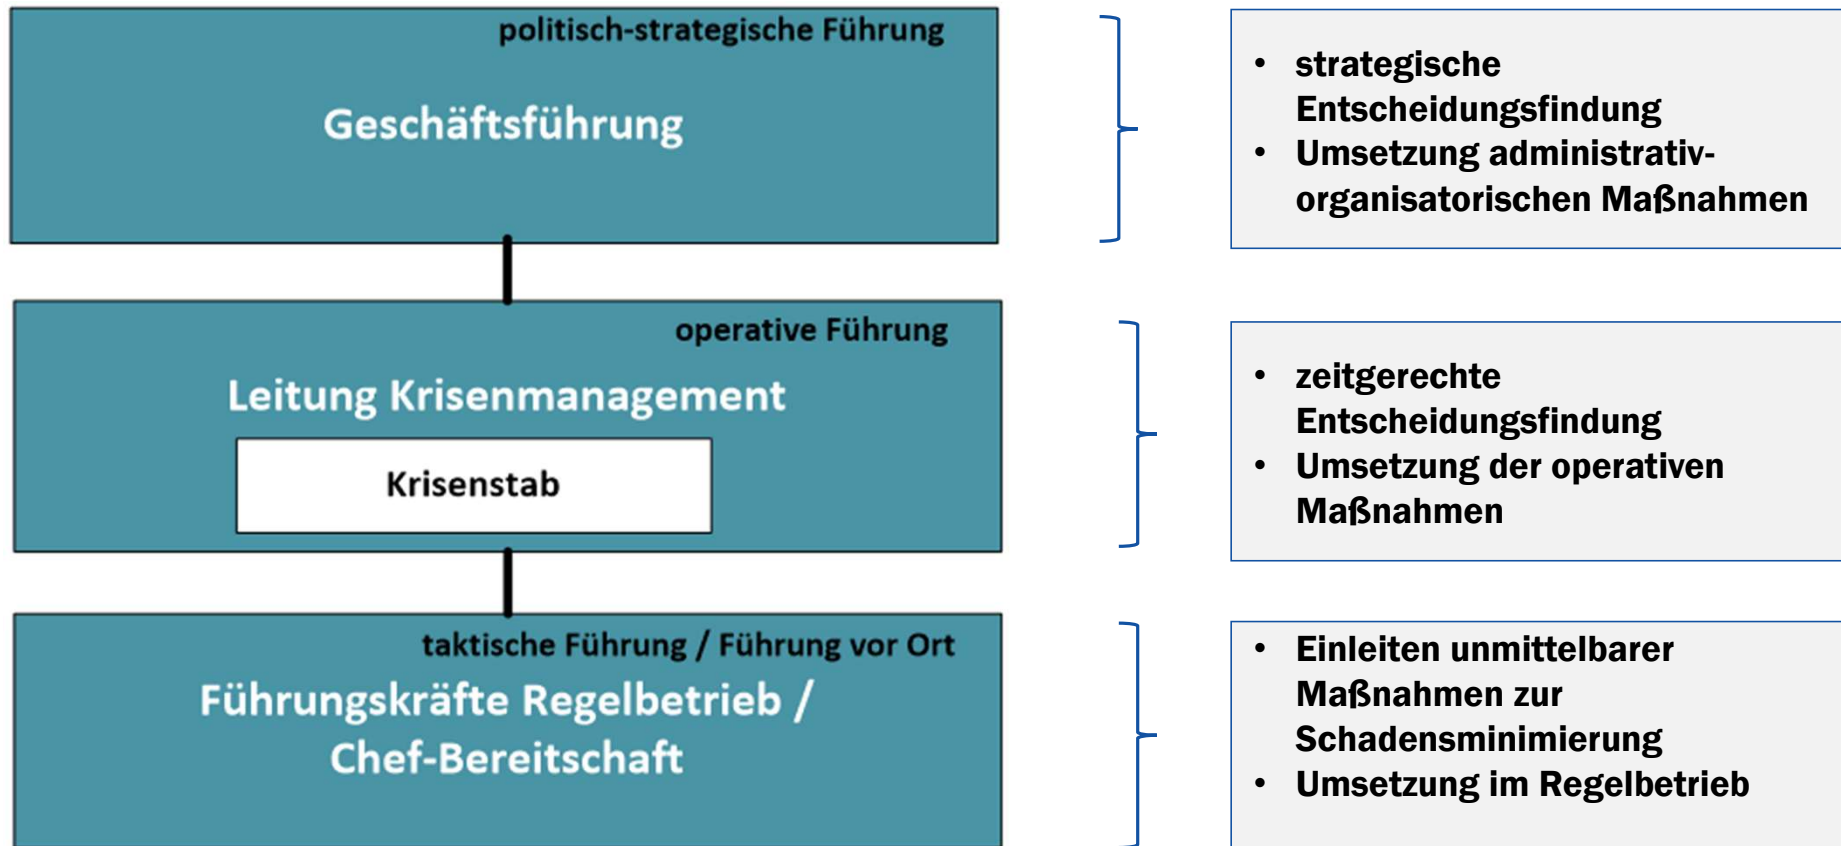 politisch-strategische Führung
Geschäftsführung
• strategische
Entscheidungsfindung
• Umsetzung administrativ-
organisatorischen Maßnahmen
operative Führung
Leitung Krisenmanagement
Krisenstab
• zeitgerechte
Entscheidungsfindung
• Umsetzung der operativen
Maßnahmen
taktische Führung / Führung vor Ort
Führungskräfte Regelbetrieb /
Chef-Bereitschaft
• Einleiten unmittelbarer
Maßnahmen zur
Schadensminimierung
• Umsetzung im Regelbetrieb